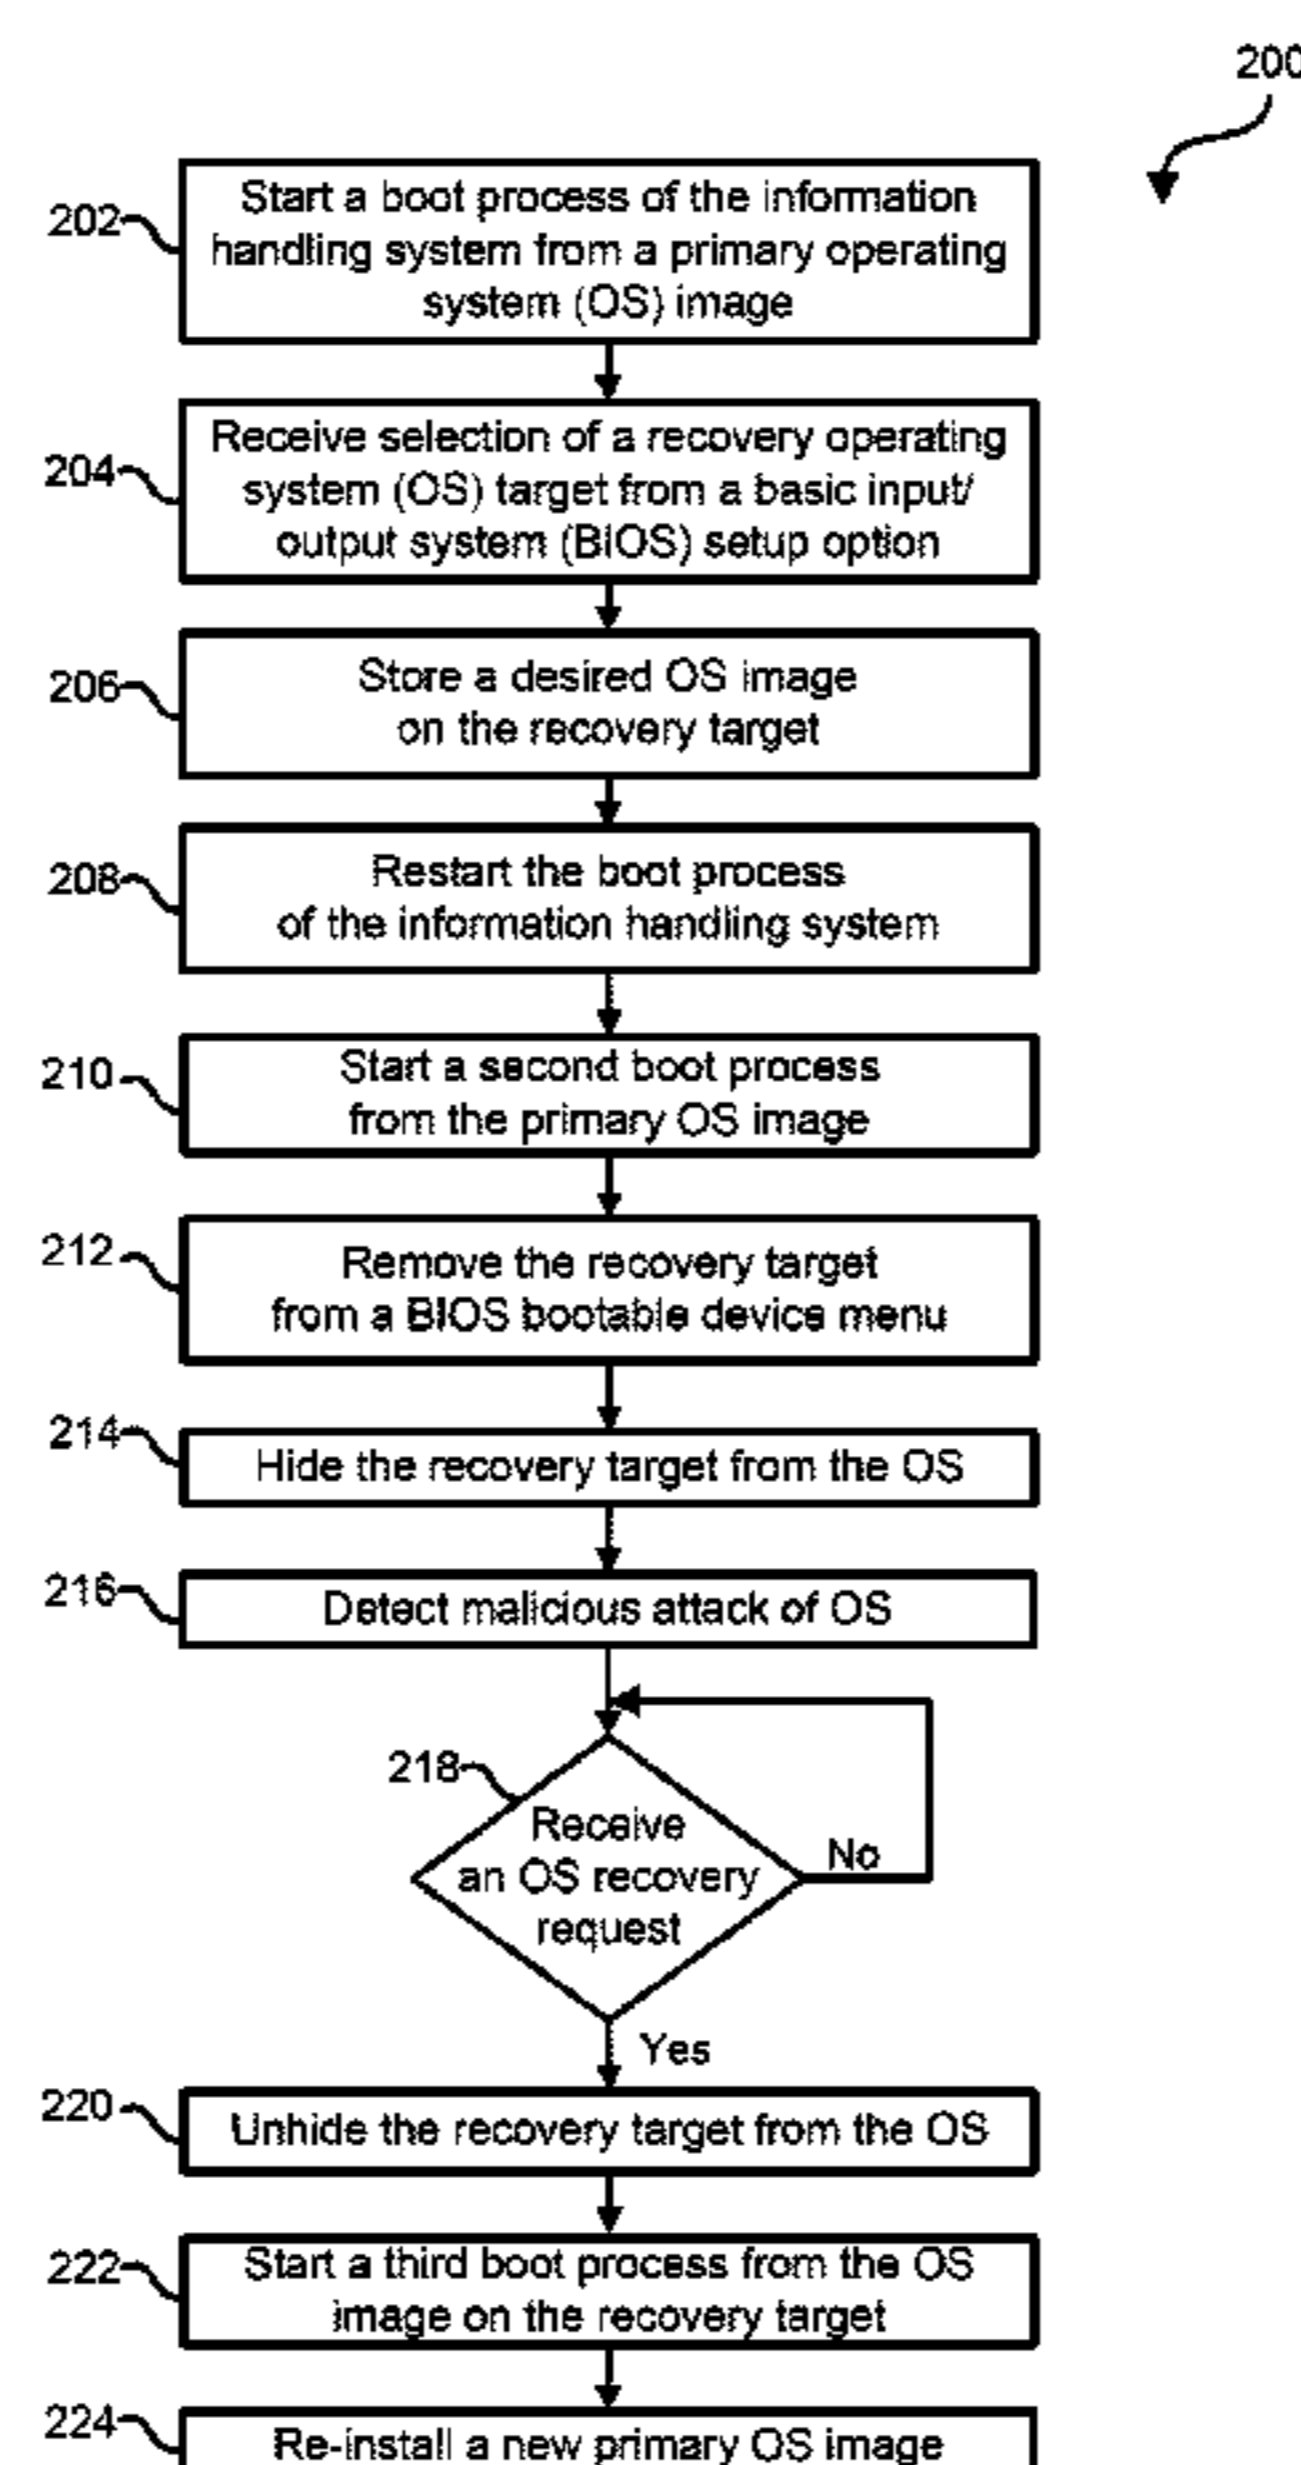 200
202
Start a boot process of the information
handling system from a primary operating
system (OS) image
204
Receive selection of a recovery operating
system (OS) target from a basic input/
output system (BIOS) setup option
206
Store a desired OS image
on the recovery target
208
Restart the boot process
of the information handling system
210
Start a second boot process
from the primary OS image
212
Remove the recovery target
from a BIOS bootable device menu
214
Hide the recovery target from the OS
216
Detect malicious attack of OS
218
Receive
an OS recovery
request
No
Yes
220
Unhide the recovery target from the OS
222
Start a third boot process from the OS
image on the recovery target
224
Re-install a new primary OS image